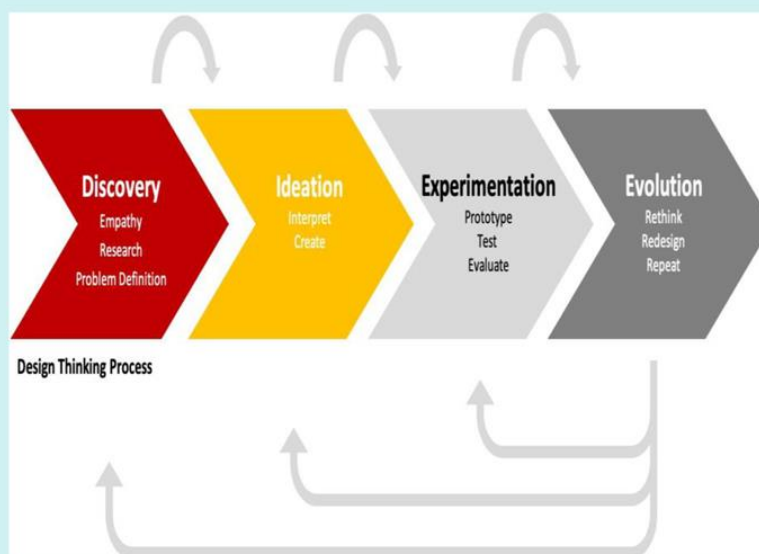 Discovery
Empathy
Research
Problem Definition
Ideation
Interpret
Create
Experimentation
Prototype
Test
Evaluate
Evolution
Rethink
Redesign
Repeat
Design Thinking Process